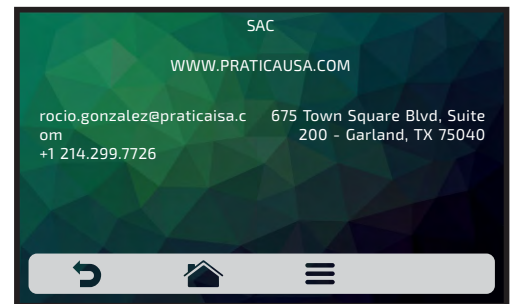 SAC
WWW.PRATICAUSA.COM
rocio.gonzalez@praticaisa.c
om
+1 214.299.7726
675 Town Square Blvd, Suite
200 - Garland, TX 75040